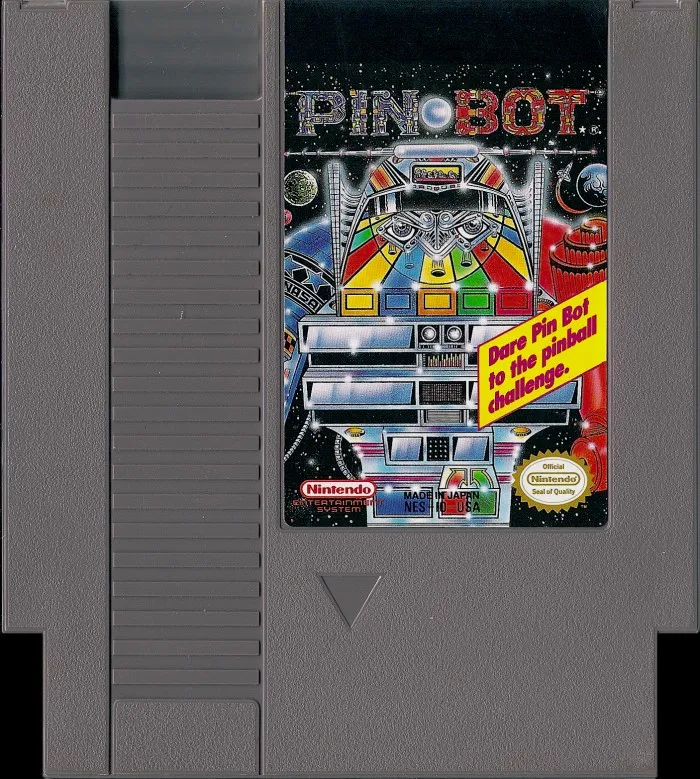 PIN•BOT ®
NASA
Dare Pin Bot
to the pinball
challenge.
Nintendo
ENTERTAINMENT
SYSTEM
MADE IN JAPAN
NES-IO-USA
Official
Nintendo
Seal of Quality